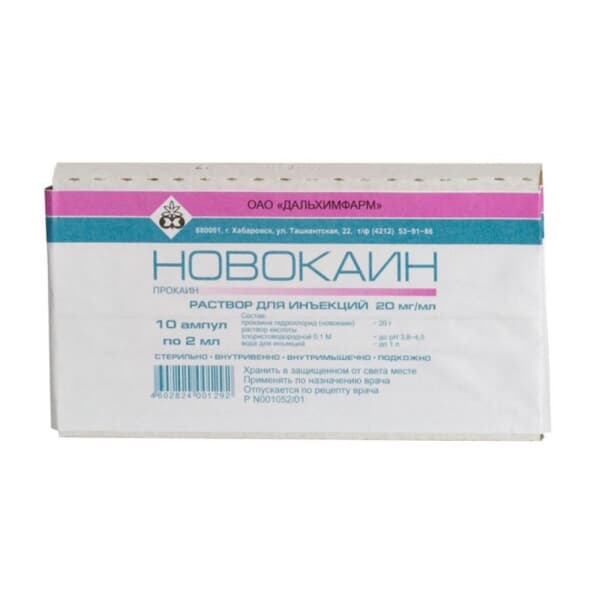 ОАО «ДАЛЬХИМФАРМ»
680001, г. Хабаровск, ул. Ташкентская, 22, т/ф (4212) 53-91-86
НОВОКАИН
ПРОКАИН
РАСТВОР ДЛЯ ИНЪЕКЦИЙ 20 мг/мл
10 ампул
по 2 мл
Состав:
прокаина гидрохлорид (новокаин) - 20 г
раствор кислоты
хлористоводородной 0,1 М - до рН 3,8-4,5
вода для инъекций - до 1 л
СТЕРИЛЬНО • ВНУТРИВЕННО • ВНУТРИМЫШЕЧНО • ПОДКОЖНО
Хранить в защищенном от света месте
Применять по назначению врача
Отпускается по рецепту врача
Р N001052/01
4602824001292